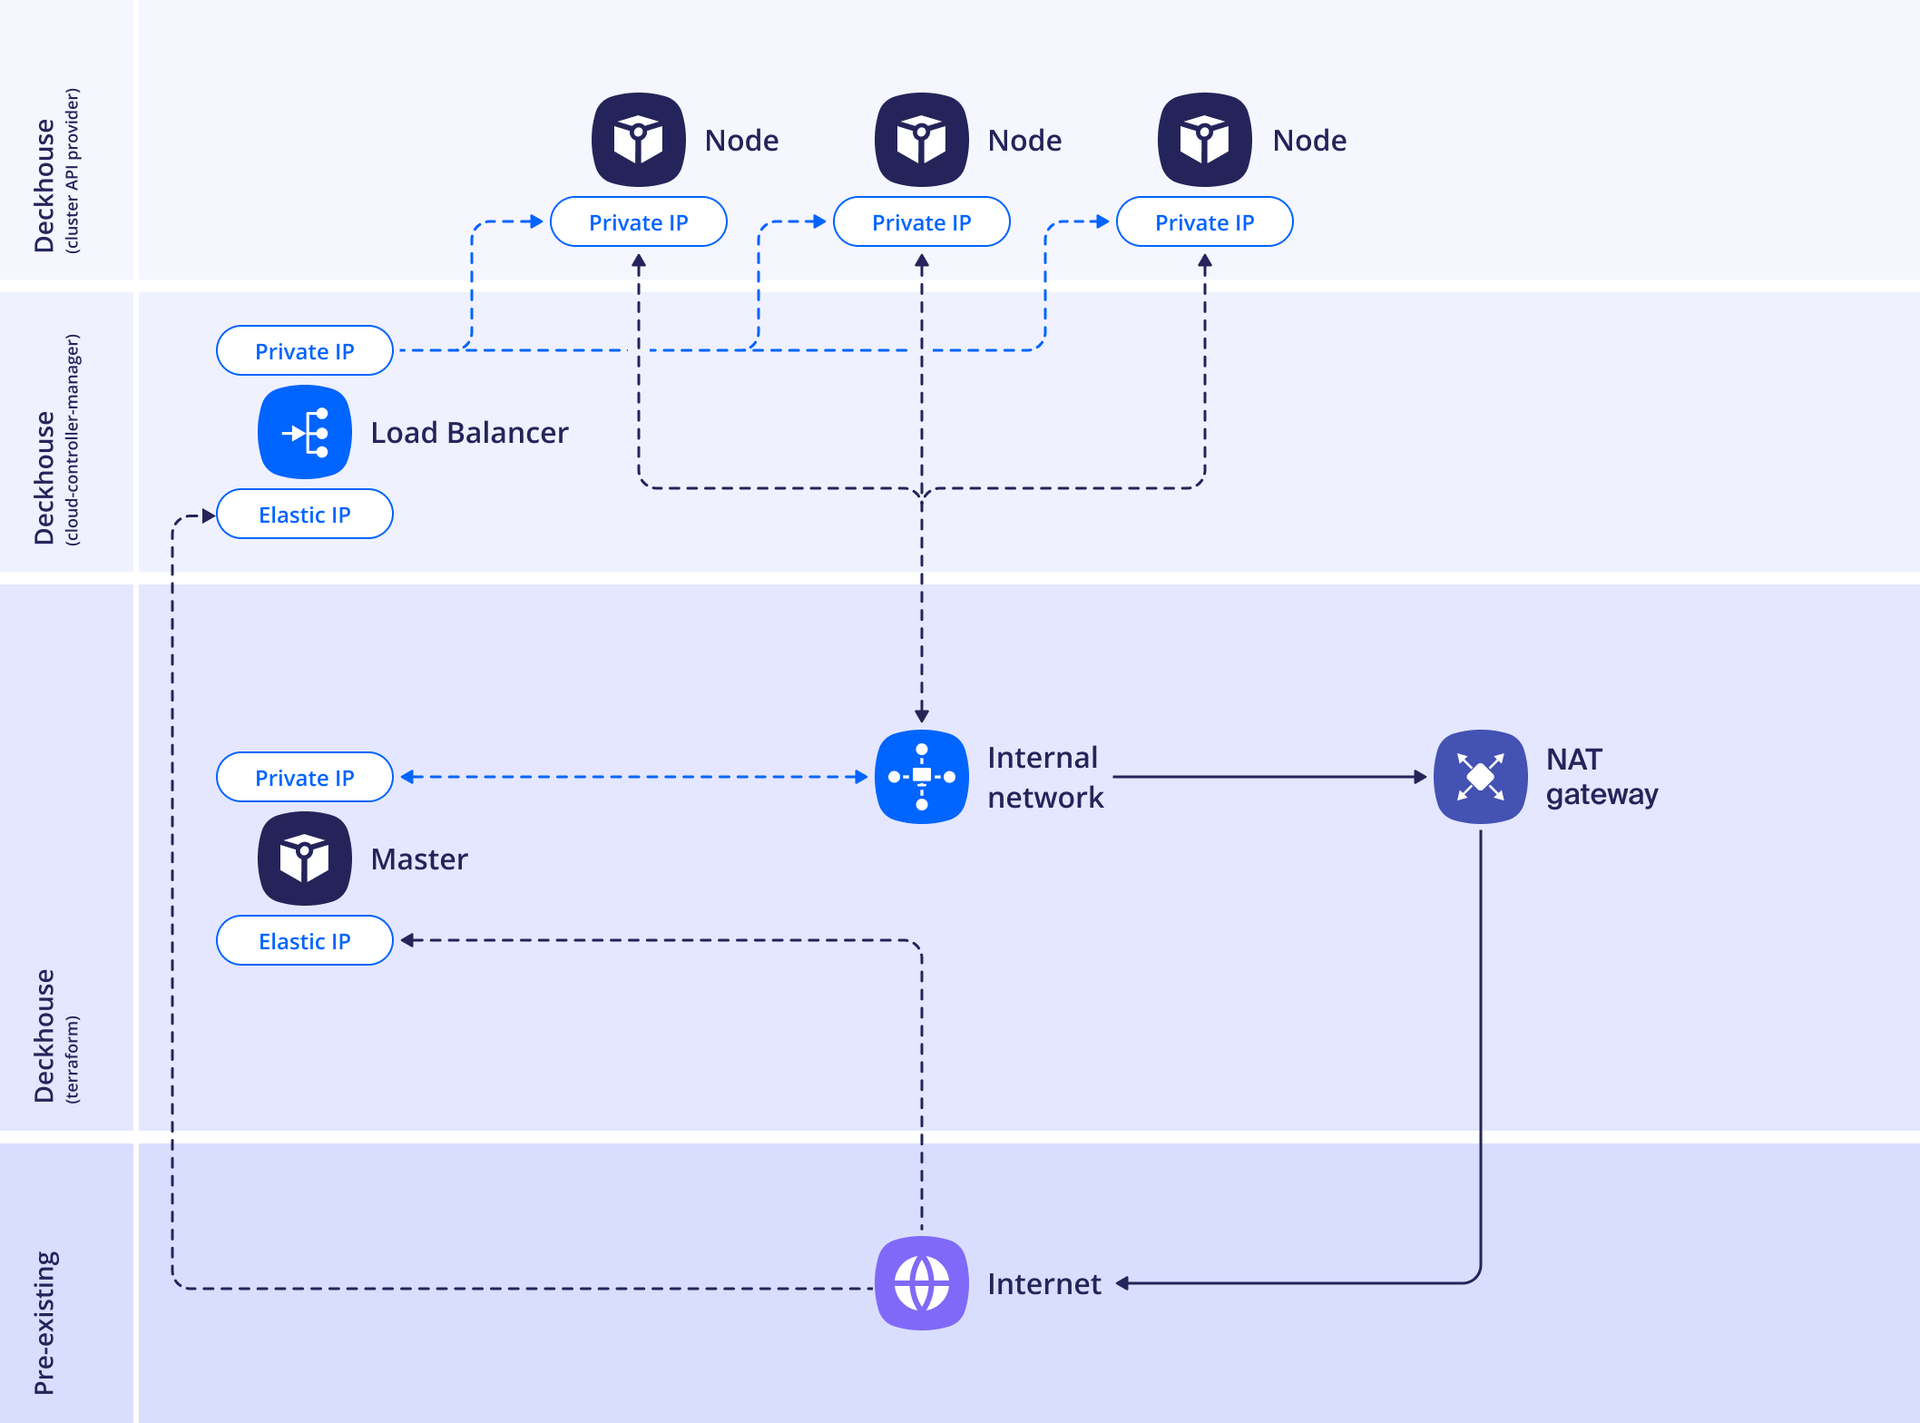 Deckhouse
(cluster API provider)
Node
Node
Node
Private IP
Private IP
Private IP
Deckhouse
(cloud-controller-manager)
Private IP
Load Balancer
Elastic IP
Deckhouse
(terraform)
Private IP
Internal
network
NAT
gateway
Master
Elastic IP
Pre-existing
Internet